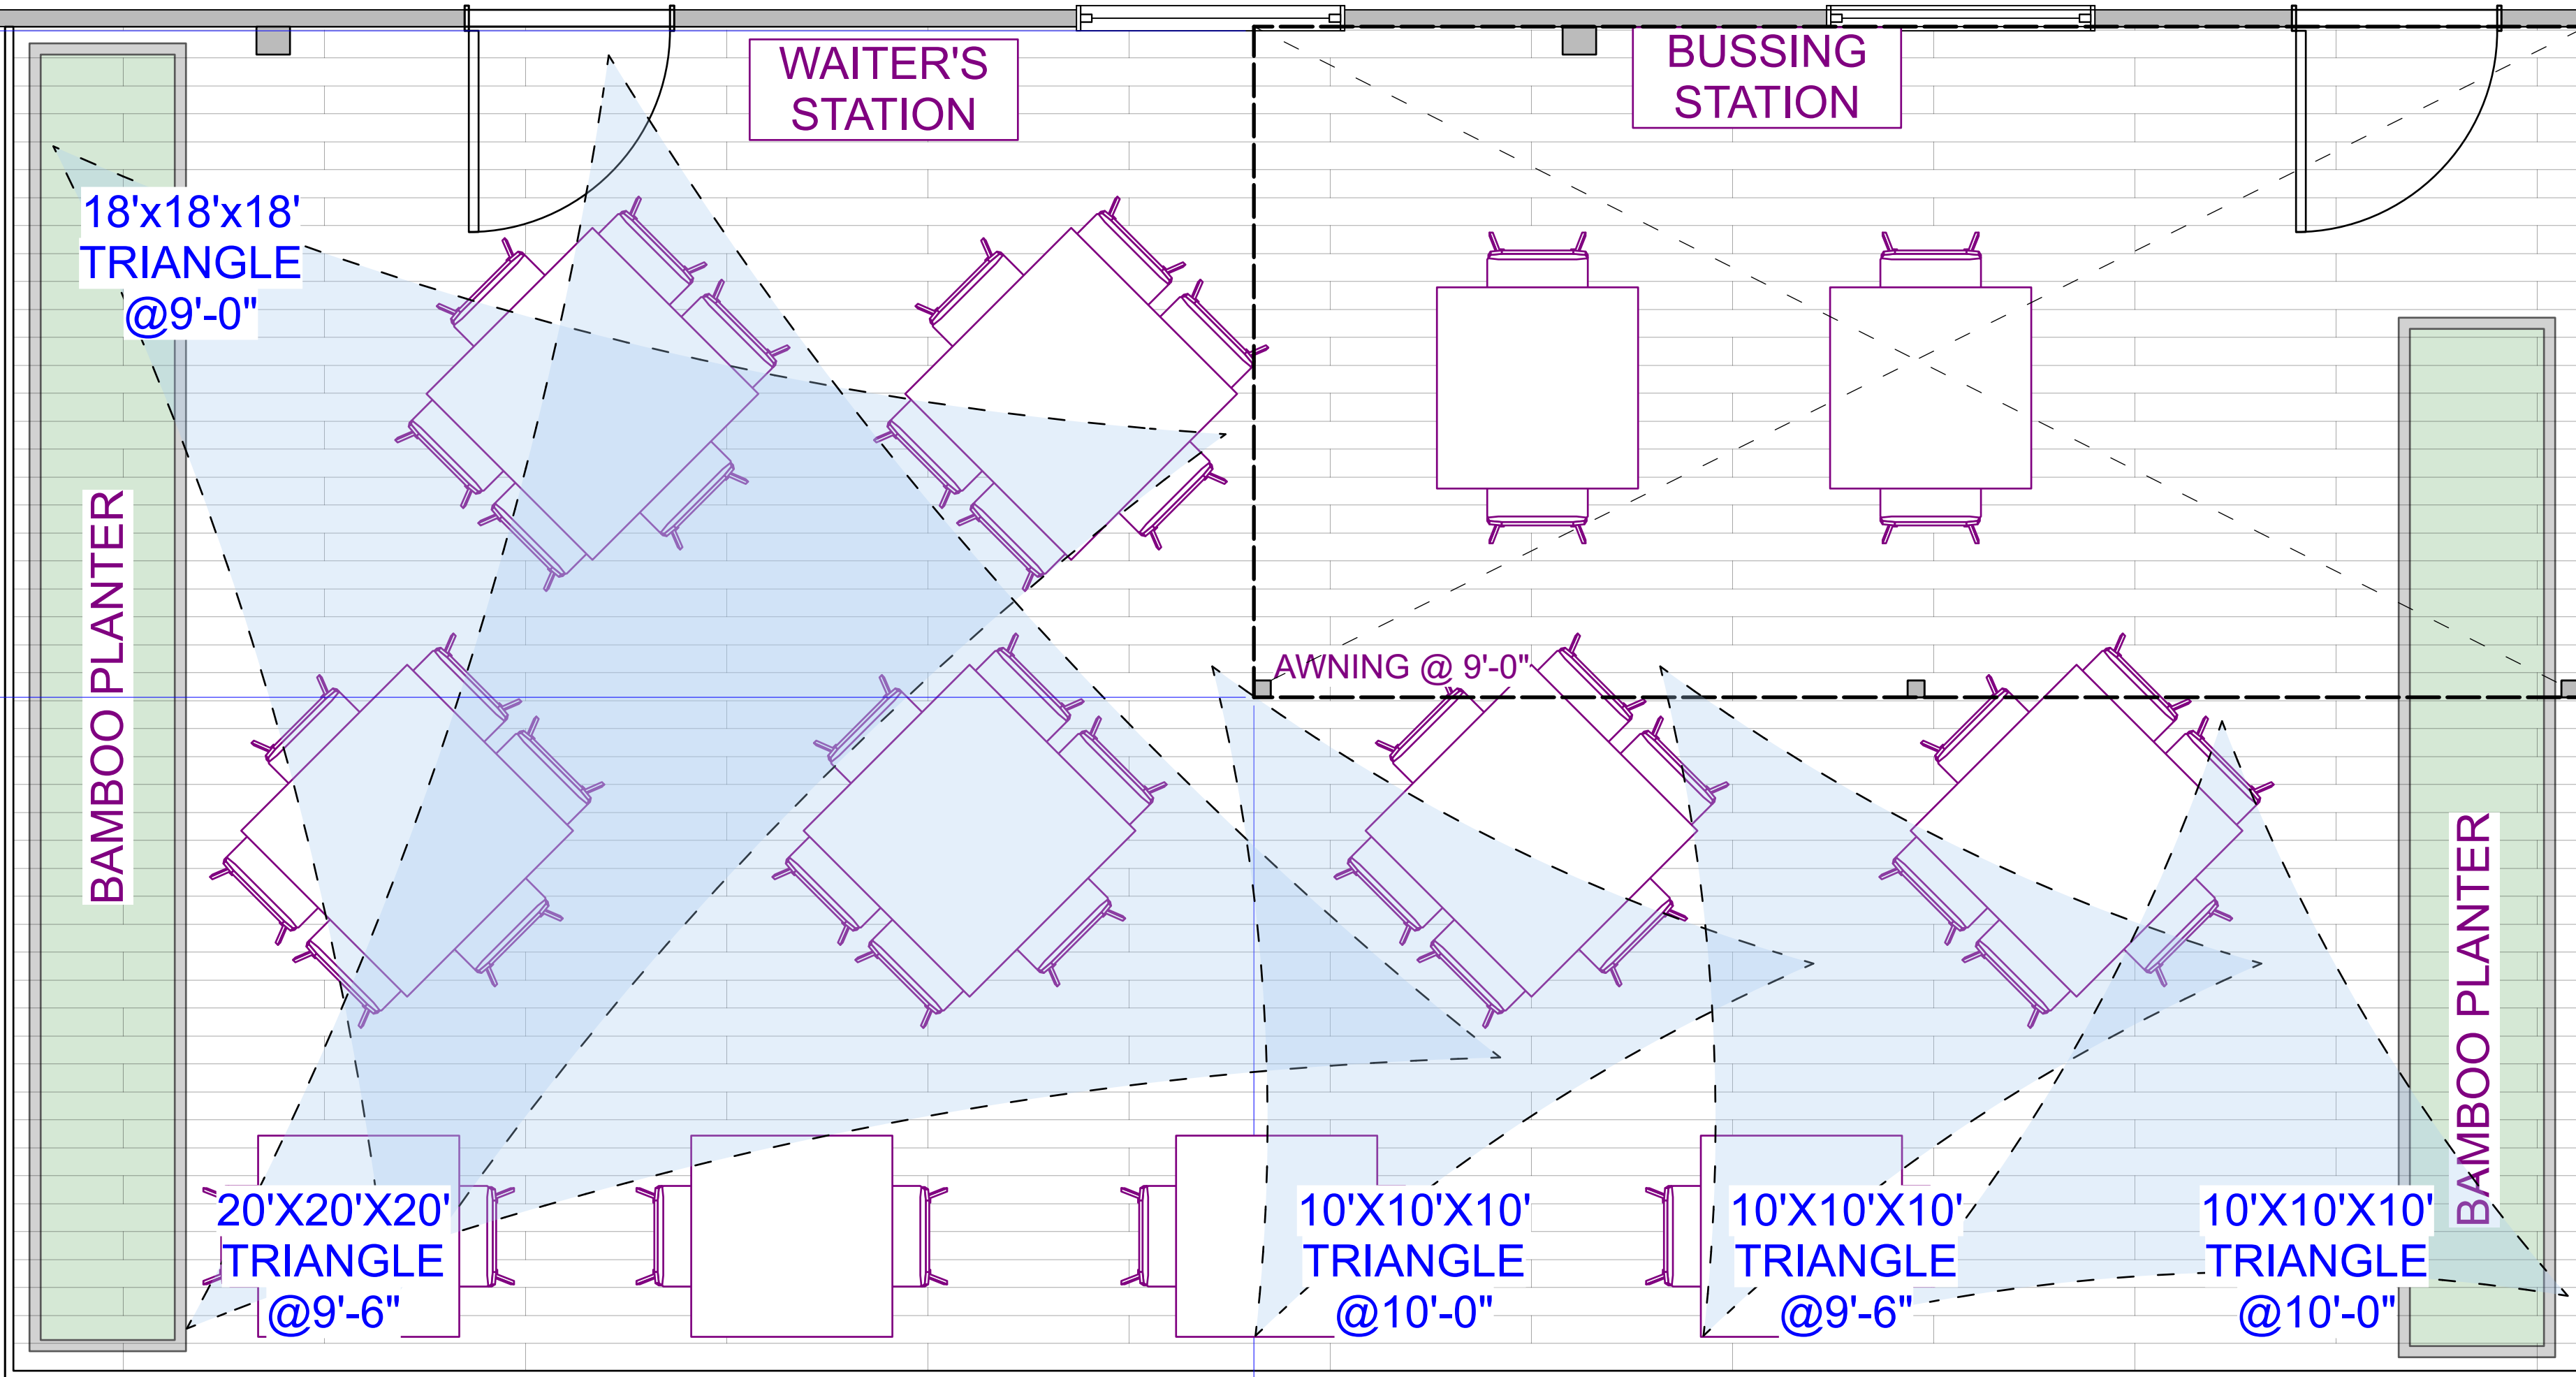 WAITER'S
STATION
BUSSING
STATION
18'x18'x18'
TRIANGLE
@9'-0"
BAMBOO PLANTER
AWNING @ 9'-0"
BAMBOO PLANTER
20'X20'X20'
TRIANGLE
@9'-6"
10'X10'X10'
TRIANGLE
@10'-0"
10'X10'X10'
TRIANGLE
@9'-6"
10'X10'X10'
TRIANGLE
@10'-0"